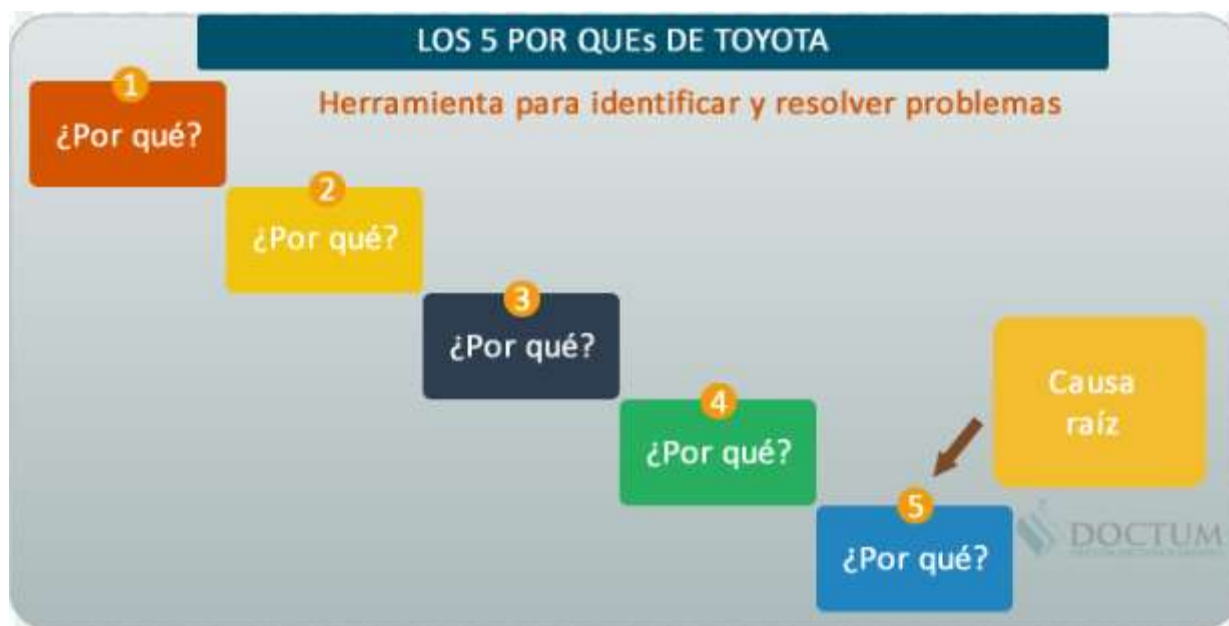 LOS 5 POR QUEs DE TOYOTA
Herramienta para identificar y resolver problemas
1
¿Por qué?
2
¿Por qué?
3
¿Por qué?
4
¿Por qué?
Causa
raíz
5
¿Por qué?
DOCTUM